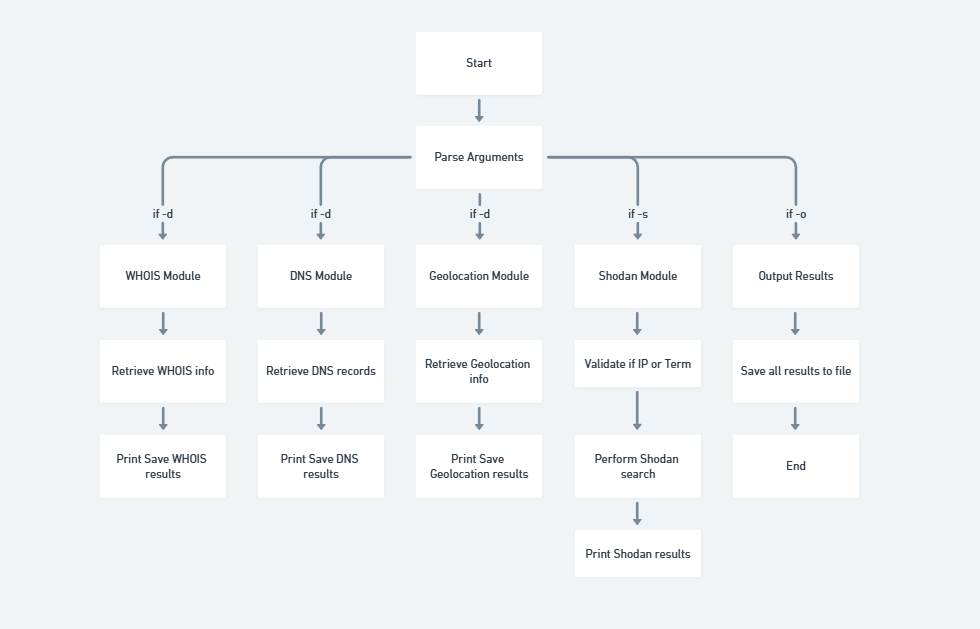 Start
Parse Arguments
if -d
if -d
if -d
if -s
if -o
WHOIS Module
DNS Module
Geolocation Module
Shodan Module
Output Results
Retrieve WHOIS info
Retrieve DNS records
Retrieve Geolocation
info
Validate if IP or Term
Save all results to file
Print Save WHOIS
results
Print Save DNS
results
Print Save
Geolocation results
Perform Shodan
search
End
Print Shodan results